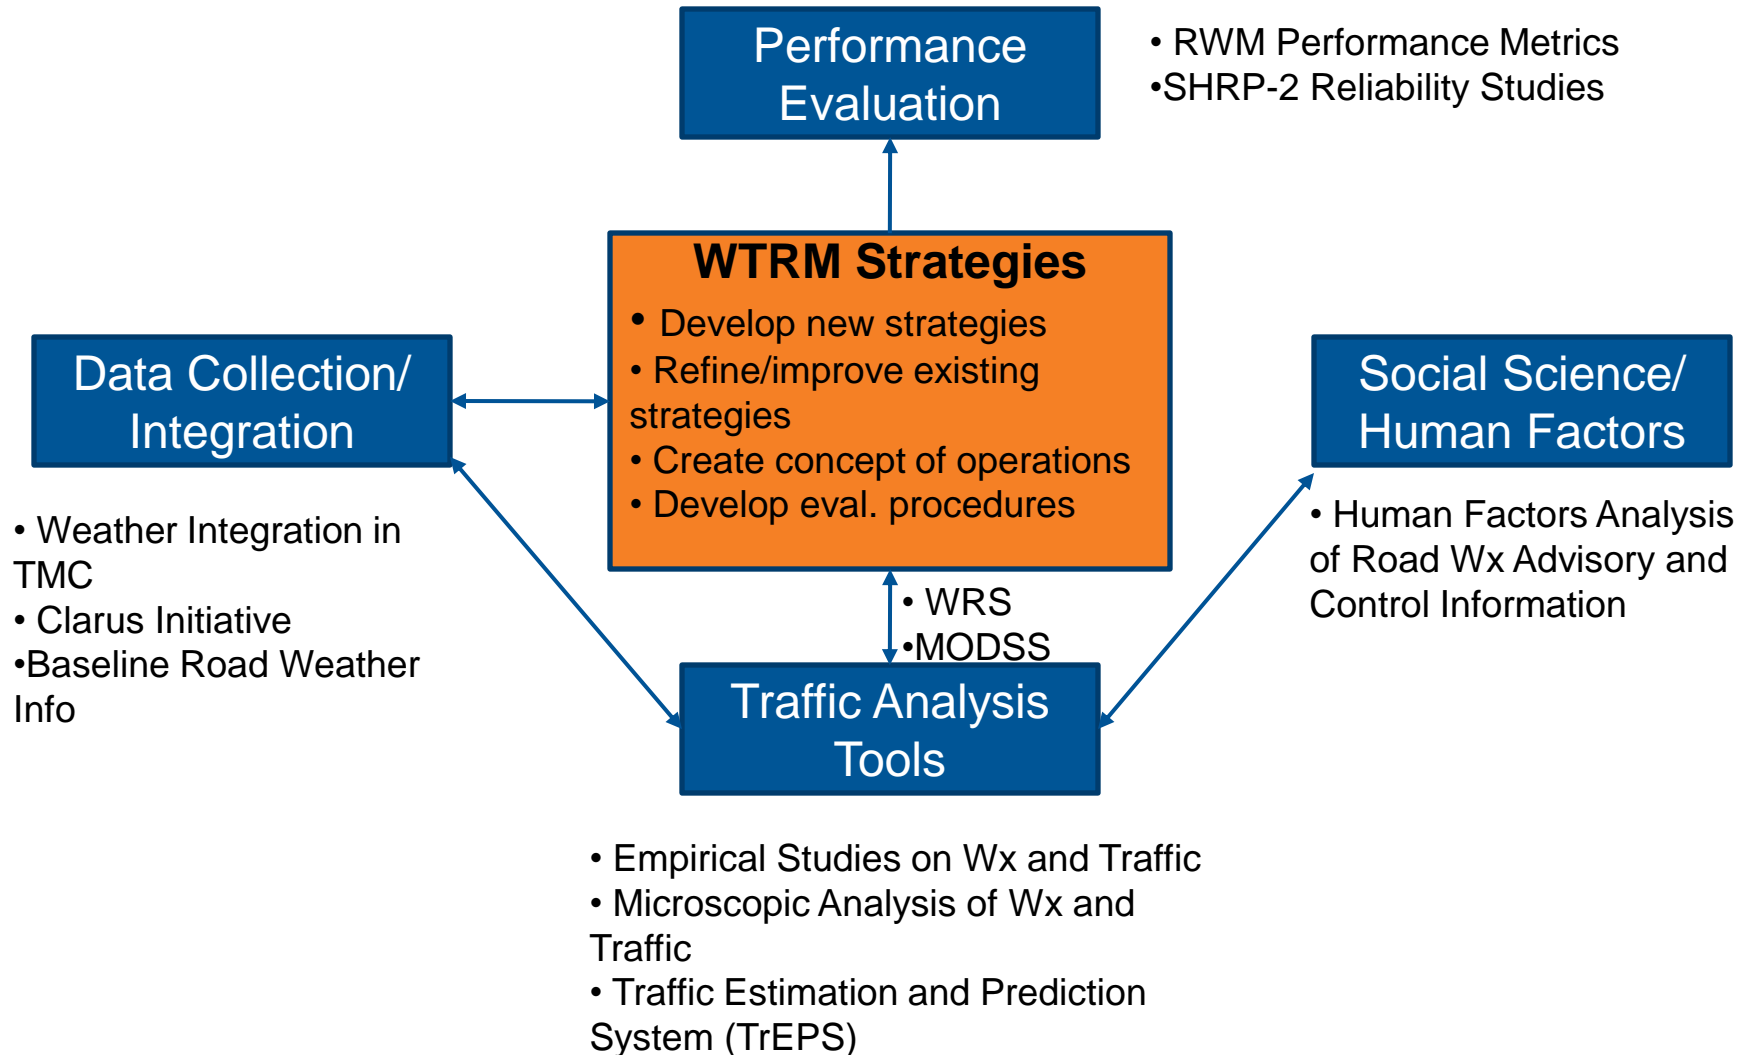 Performance
Evaluation
• RWM Performance Metrics
•SHRP-2 Reliability Studies
WTRM Strategies
• Develop new strategies
• Refine/improve existing
strategies
• Create concept of operations
• Develop eval. procedures
Data Collection/
Integration
• Weather Integration in
TMC
• Clarus Initiative
•Baseline Road Weather
Info
Social Science/
Human Factors
• Human Factors Analysis
of Road Wx Advisory and
Control Information
• WRS
•MODSS
Traffic Analysis
Tools
• Empirical Studies on Wx and Traffic
• Microscopic Analysis of Wx and
Traffic
• Traffic Estimation and Prediction
System (TrEPS)